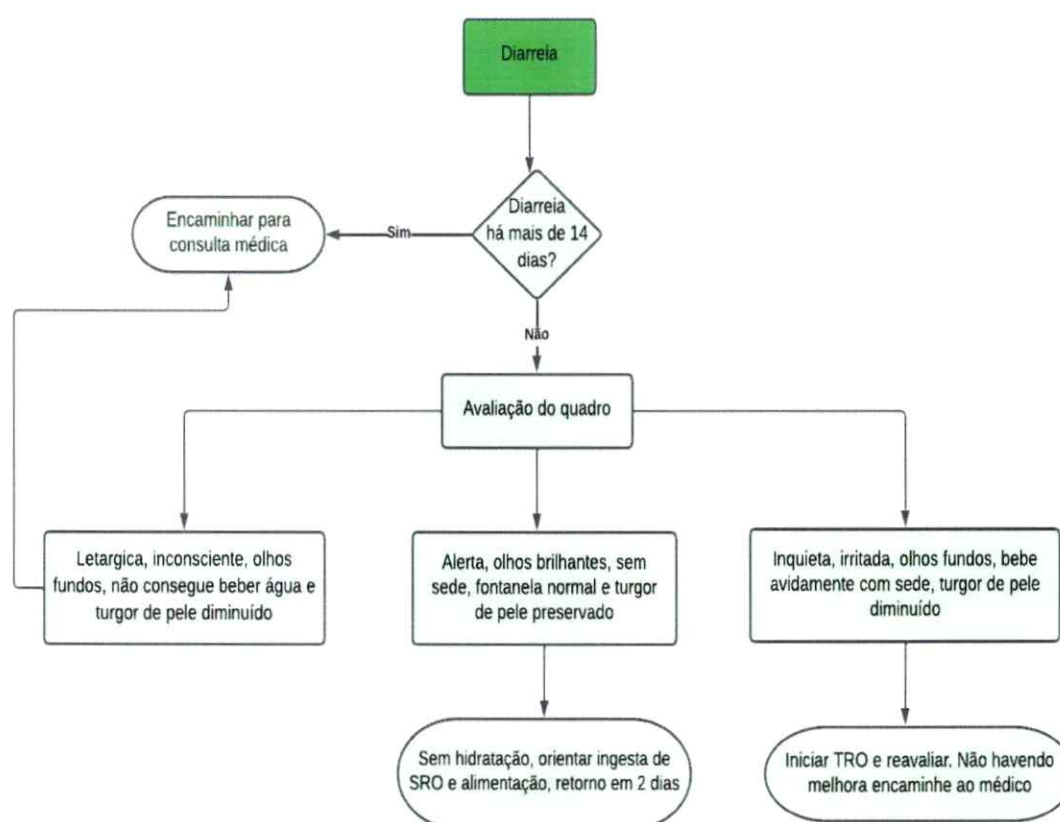 Diarreia
Diarreia
há mais de 14
dias?
Sim
Encaminhar para
consulta médica
Não
Avaliação do quadro
Letargica, inconsciente, olhos
fundos, não consegue beber água e
turgor de pele diminuído
Alerta, olhos brilhantes, sem
sede, fontanela normal e turgor
de pele preservado
Inquieta, irritada, olhos fundos, bebe
avidamente com sede, turgor de pele
diminuído
Sem hidratação, orientar ingesta de
SRO e alimentação, retorno em 2 dias
Iniciar TRO e reavaliar. Não havendo
melhora encaminhe ao médico